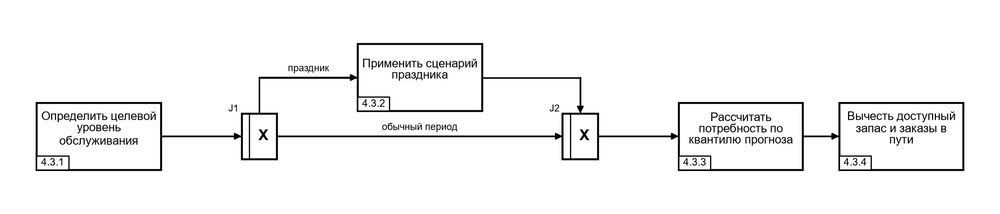 Определить целевой
уровень
обслуживания
4.3.1
J1
X
праздник
Применить сценарий
праздника
4.3.2
обычный период
J2
X
Рассчитать
потребность по
квантилю прогноза
4.3.3
Вычесть доступный
запас и заказы в
пути
4.3.4